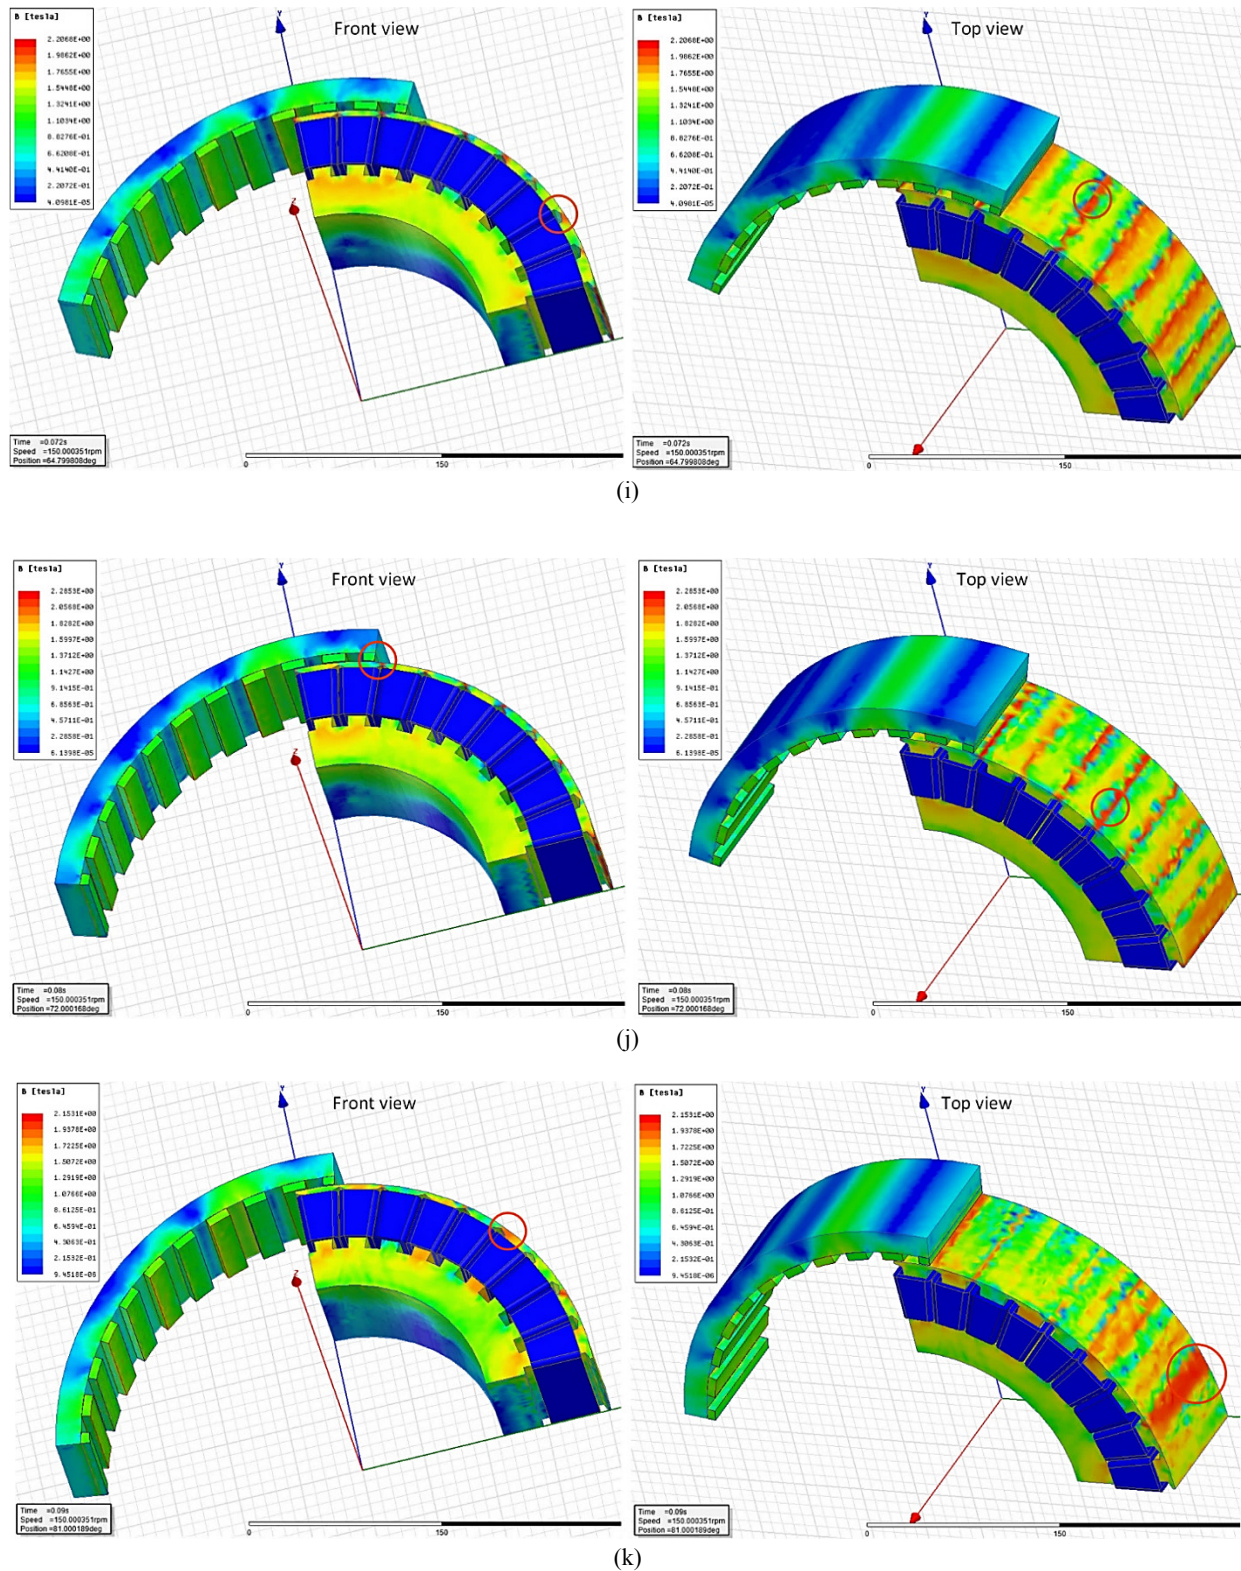 B [tesla]
2.2068E+00
1.9862E+00
1.7655E+00
1.5448E+00
1.3241E+00
1.1034E+00
8.8276E-01
6.6208E-01
4.4140E-01
2.2072E-01
4.0981E-05
Y
Front view
Z
Time =0.072s
Speed =150.000351rpm
Position =64.799808deg
0
150
B [tesla]
2.2068E+00
1.9862E+00
1.7655E+00
1.5448E+00
1.3241E+00
1.1034E+00
8.8276E-01
6.6208E-01
4.4140E-01
2.2072E-01
4.0981E-05
Y
Top view
Time =0.072s
Speed =150.000351rpm
Position =64.799808deg
0
150
(i)
B [tesla]
2.2853E+00
2.0568E+00
1.8282E+00
1.5997E+00
1.3712E+00
1.1427E+00
9.1415E-01
6.8563E-01
4.5711E-01
2.2858E-01
6.1398E-05
Y
Front view
Z
Time =0.08s
Speed =150.000351rpm
Position =72.000168deg
0
150
B [tesla]
2.2853E+00
2.0568E+00
1.8282E+00
1.5997E+00
1.3712E+00
1.1427E+00
9.1415E-01
6.8563E-01
4.5711E-01
2.2858E-01
6.1398E-05
Y
Top view
Time =0.08s
Speed =150.000351rpm
Position =72.000168deg
0
150
(j)
B [tesla]
2.1531E+00
1.9378E+00
1.7225E+00
1.5072E+00
1.2919E+00
1.0766E+00
8.6125E-01
6.4594E-01
4.3063E-01
2.1532E-01
9.4518E-06
Y
Front view
Z
Time =0.09s
Speed =150.000351rpm
Position =81.000189deg
0
150
B [tesla]
2.1531E+00
1.9378E+00
1.7225E+00
1.5072E+00
1.2919E+00
1.0766E+00
8.6125E-01
6.4594E-01
4.3063E-01
2.1532E-01
9.4518E-06
Y
Top view
Time =0.09s
Speed =150.000351rpm
Position =81.000189deg
0
150
(k)